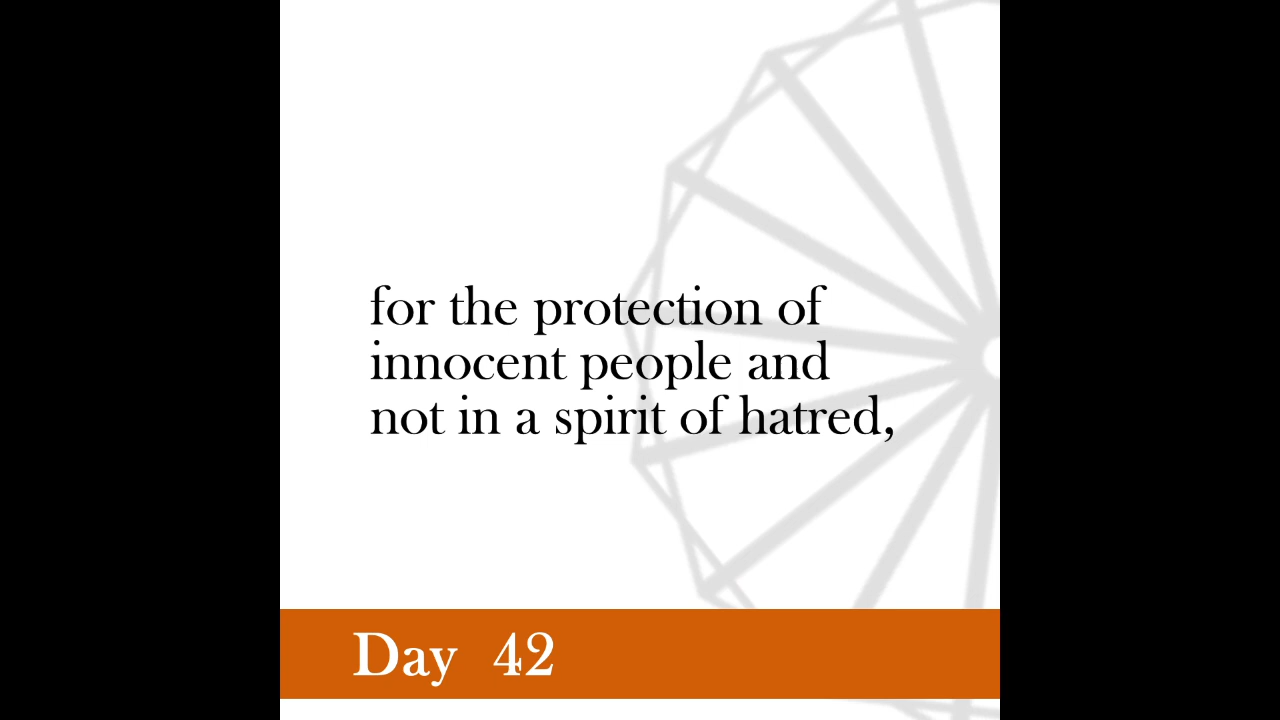 for the protection of
innocent people and
not in a spirit of hatred,
Day 42